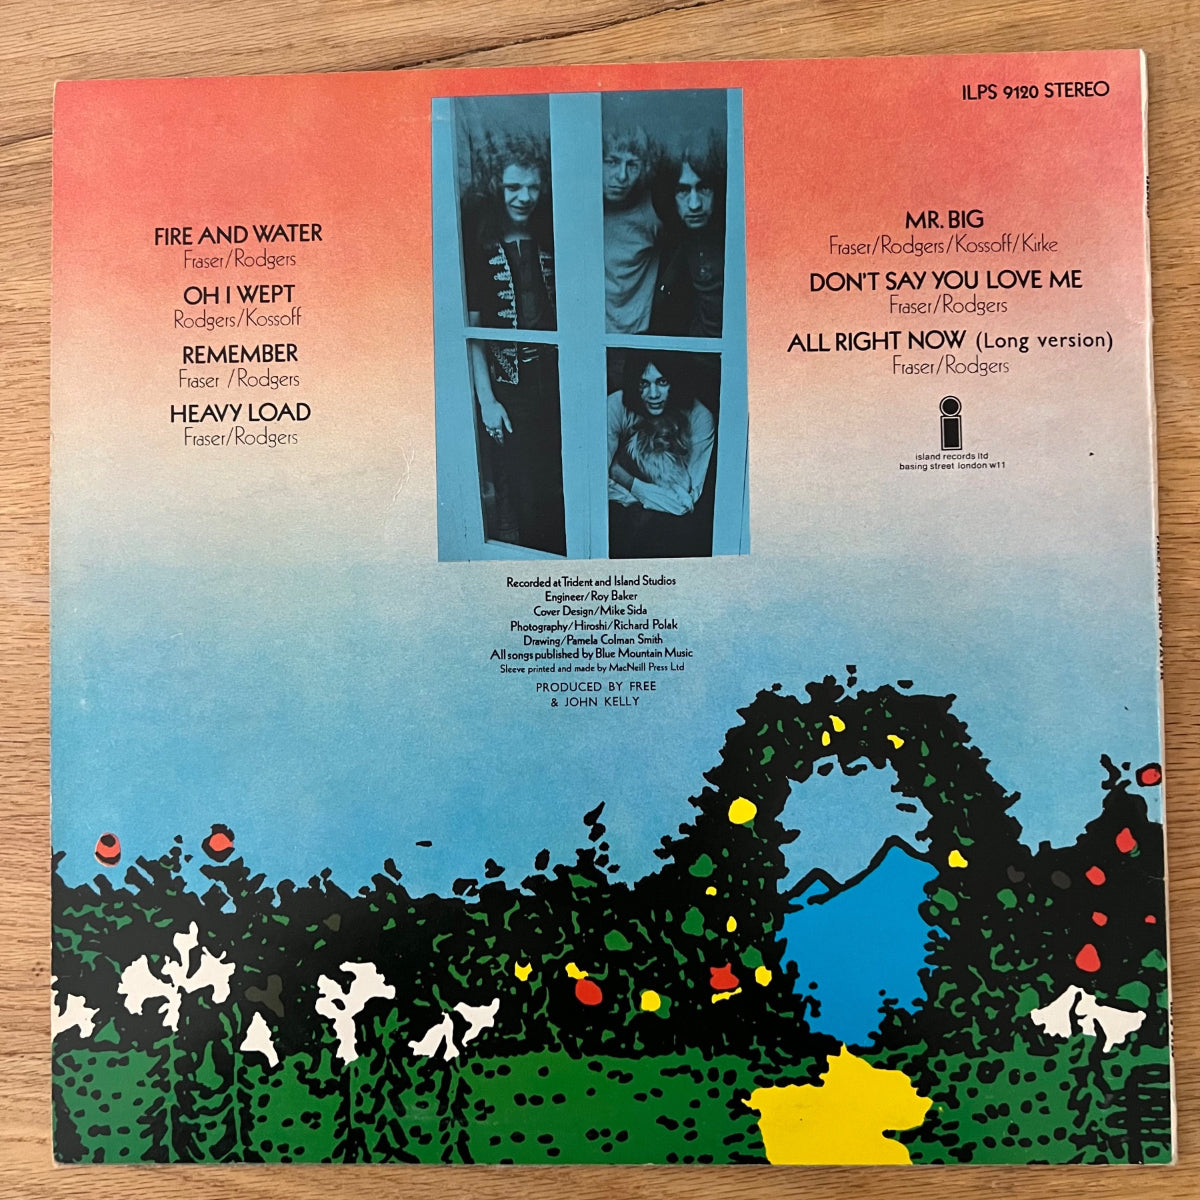 ILPS 9120 STEREO
FIRE AND WATER
Fraser/Rodgers
OH I WEPT
Rodgers/Kossoff
REMEMBER
Fraser /Rodgers
HEAVY LOAD
Fraser/Rodgers
MR. BIG
Fraser/Rodgers/Kossoff/Kirke
DON'T SAY YOU LOVE ME
Fraser/Rodgers
ALL RIGHT NOW (Long version)
Fraser/Rodgers
i
island records ltd
basing street london w11
Recorded at Trident and Island Studios
Engineer/Roy Baker
Cover Design/Mike Sida
Photography/Hiroshi/Richard Polak
Drawing/Pamela Colman Smith
All songs published by Blue Mountain Music
Sleeve printed and made by MacNeill Press Ltd
PRODUCED BY FREE
& JOHN KELLY